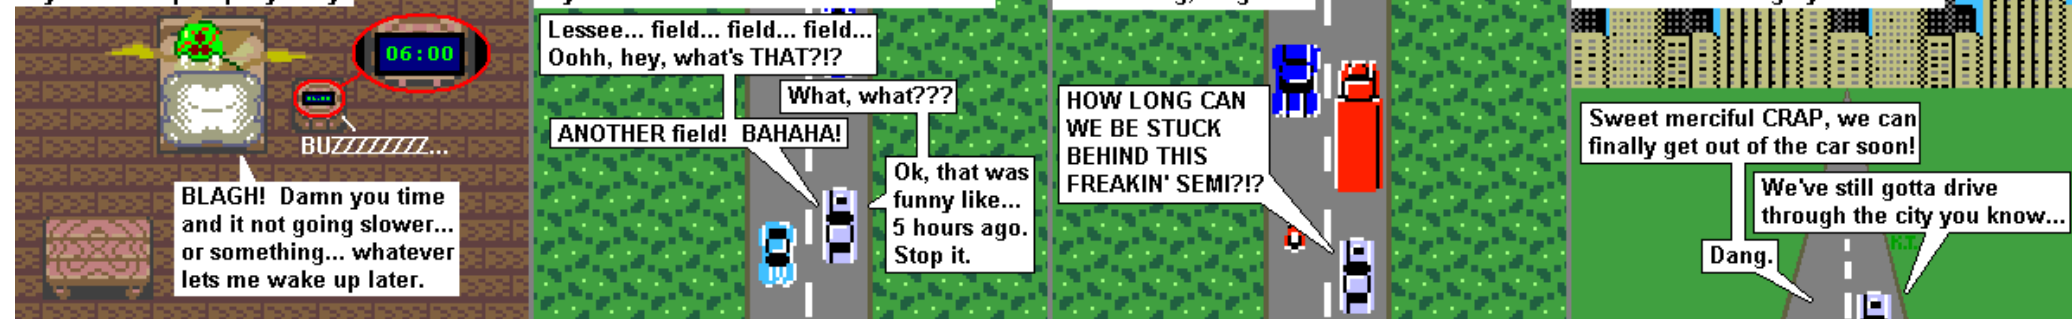 06:00
BUZZZZZZZZ...
BLAGH!  Damn you time
and it not going slower...
or something... whatever
lets me wake up later.
Lessee... field... field... field...
Oohh, hey, what's THAT?!?
What, what???
ANOTHER field!  BAHAHA!
Ok, that was
funny like...
5 hours ago.
Stop it.
HOW LONG CAN
WE BE STUCK
BEHIND THIS
FREAKIN' SEMI?!?
Sweet merciful CRAP, we can
finally get out of the car soon!
We've still gotta drive
through the city you know...
Dang.
K.T.